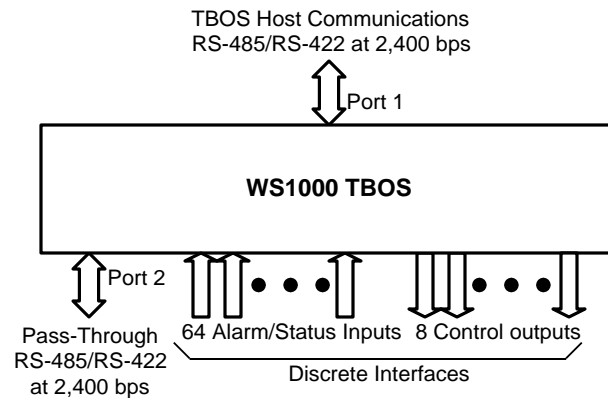 TBOS Host Communications
RS-485/RS-422 at 2,400 bps
Port 1
WS1000 TBOS
Port 2
Pass-Through
RS-485/RS-422
at 2,400 bps
64 Alarm/Status Inputs
8 Control outputs
Discrete Interfaces